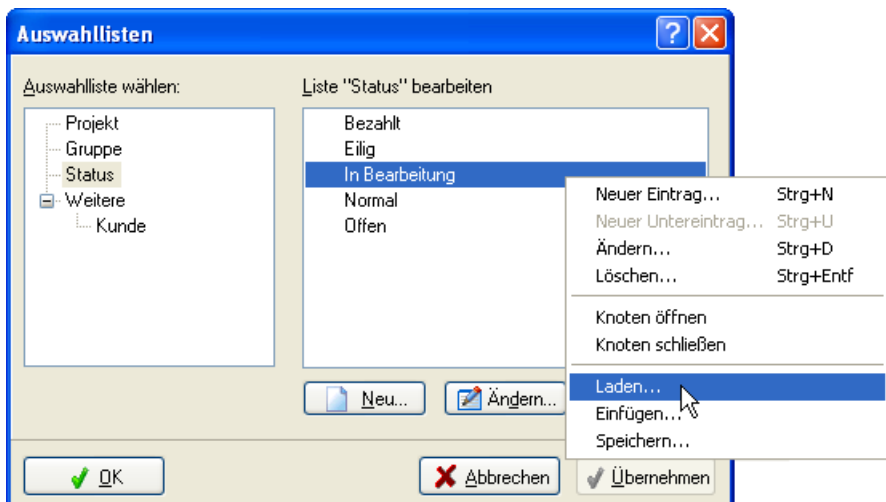 Auswahllisten
Auswahlliste wählen:
Projekt
Gruppe
Status
Weitere
Kunde
Liste "Status" bearbeiten
Bezahlt
Eilig
In Bearbeitung
Normal
Offen
Neuer Eintrag... Strg+N
Neuer Untereintrag... Strg+U
Ändern... Strg+D
Löschen... Strg+Entf
Knoten öffnen
Knoten schließen
Laden...
Einfügen...
Speichern...
Neu... Ändern...
OK Abbrechen Übernehmen